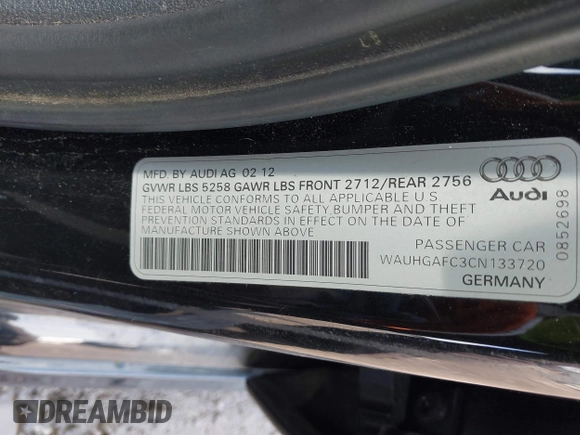 MFD. BY AUDI AG 02 12
GVWR LBS 5258 GAWR LBS FRONT 2712/REAR 2756
THIS VEHICLE CONFORMS TO ALL APPLICABLE U.S
FEDERAL MOTOR VEHICLE SAFETY,BUMPER AND THEFT
PREVENTION STANDARDS IN EFFECT ON THE DATE OF
MANUFACTURE SHOWN ABOVE
Audi
0852698
PASSENGER CAR
WAUHGAFC3CN133720
GERMANY
DREAMBID